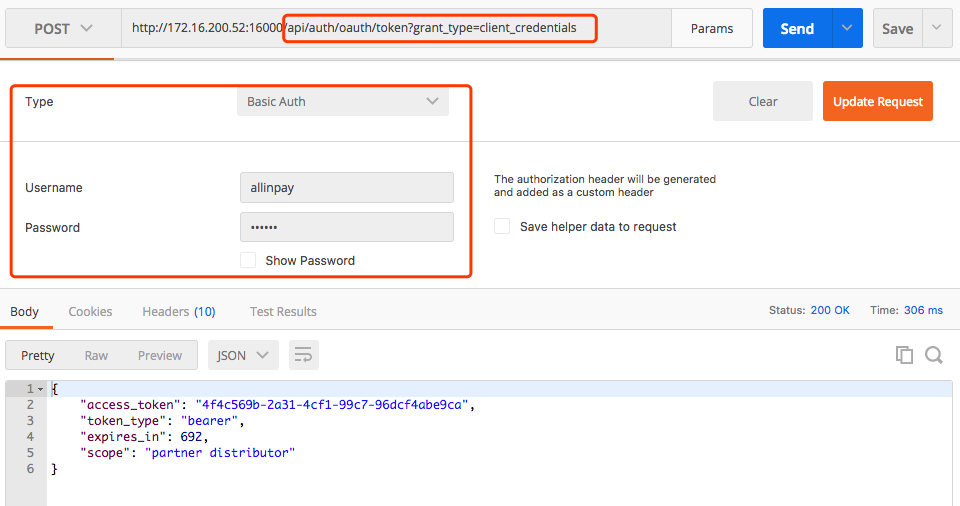 POST http://172.16.200.52:16000/api/auth/oauth/token?grant_type=client_credentials Params Send Save
Type Basic Auth Clear Update Request
Username allinpay
The authorization header will be generated
and added as a custom header
Password ••••••
Save helper data to request
Show Password
Body Cookies Headers (10) Test Results Status: 200 OK Time: 306 ms
Pretty Raw Preview JSON
1 {
2 "access_token": "4f4c569b-2a31-4cf1-99c7-96dcf4abe9ca",
3 "token_type": "bearer",
4 "expires_in": 692,
5 "scope": "partner distributor"
6 }